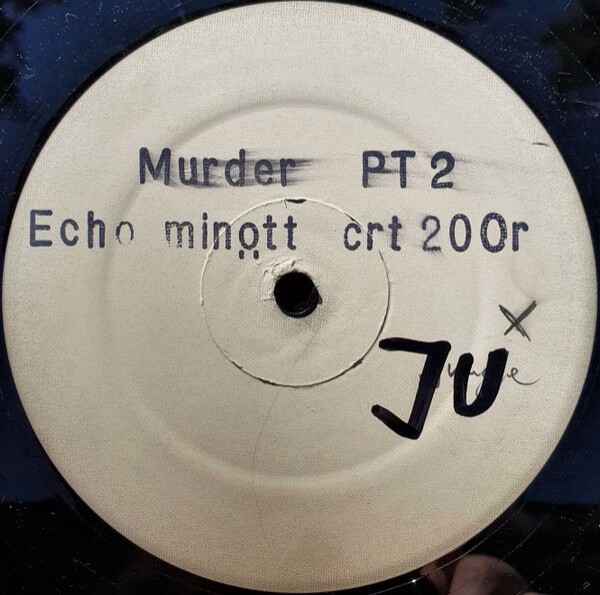 Murder PT 2
Echo minott crt 200r
X
JU